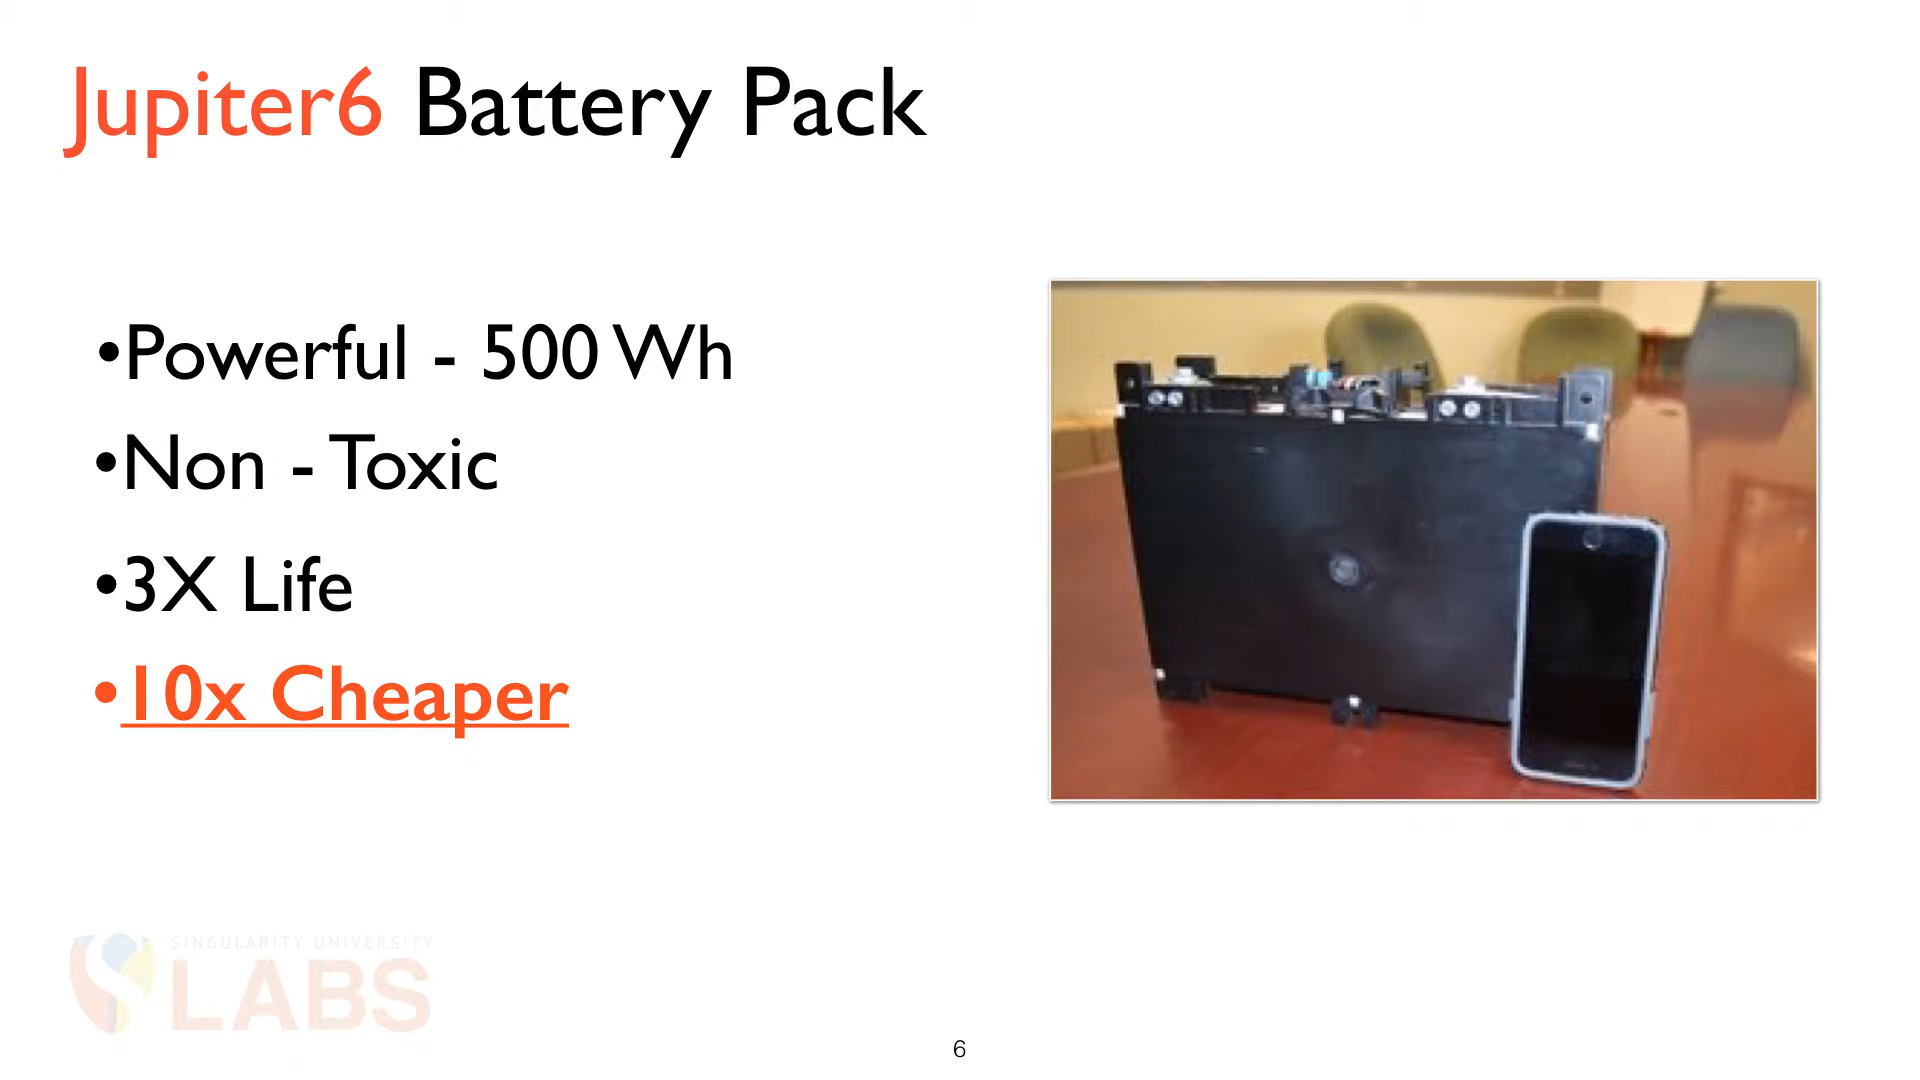 Jupiter6 Battery Pack
•Powerful - 500 Wh
•Non - Toxic
•3X Life
•10x Cheaper
SINGULARITY UNIVERSITY
LABS
6